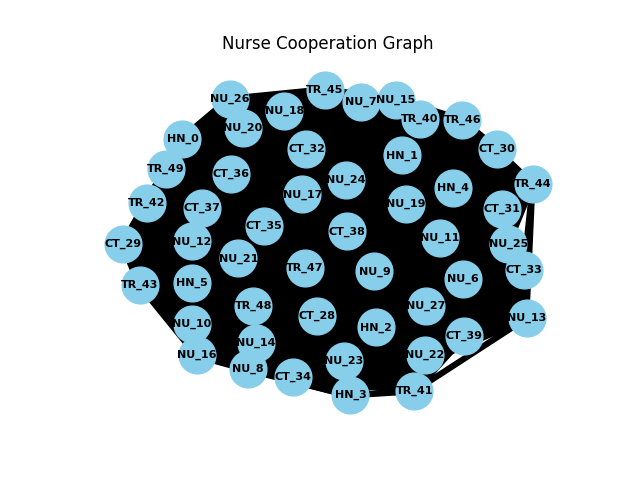 Nurse Cooperation Graph
TR_45
NU_26
NU_7
NU_15
NU_18
TR_40
TR_46
NU_20
HN_0
CT_32
CT_30
HN_1
TR_49
CT_36
NU_24
TR_44
HN_4
NU_17
TR_42
CT_37
NU_19
CT_31
CT_35
CT_38
NU_11
NU_12
CT_29
NU_25
NU_21
TR_47
NU_9
CT_33
NU_6
HN_5
TR_43
TR_48
NU_27
CT_28
NU_13
NU_10
HN_2
CT_39
NU_14
NU_16
NU_22
NU_23
NU_8
CT_34
TR_41
HN_3